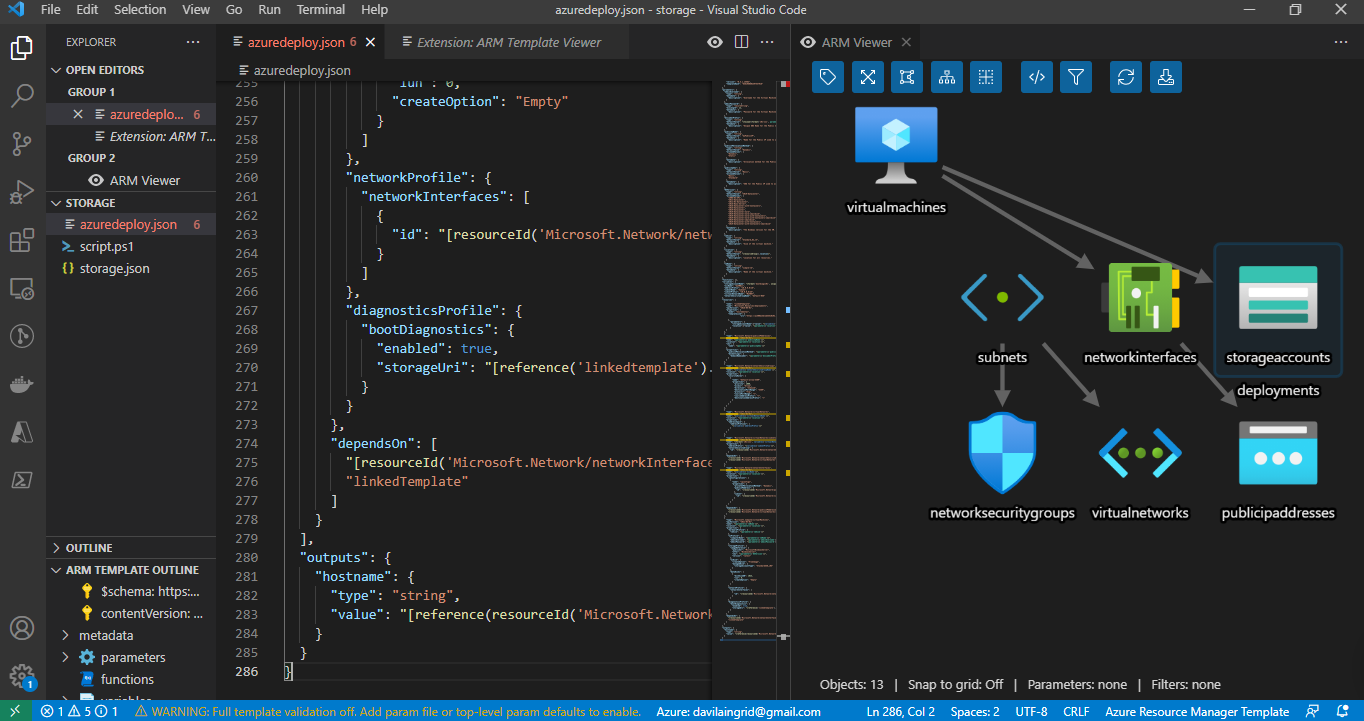 File Edit Selection View Go Run Terminal Help
azuredeploy.json - storage - Visual Studio Code
EXPLORER
OPEN EDITORS
GROUP 1
azuredeplo... 6
Extension: ARM T...
GROUP 2
ARM Viewer
STORAGE
azuredeploy.json 6
script.ps1
storage.json
OUTLINE
ARM TEMPLATE OUTLINE
$schema: https:...
contentVersion: ...
metadata
parameters
functions
variables
1
azuredeploy.json 6
Extension: ARM Template Viewer
azuredeploy.json
255 "lun": 0,
256 "createOption": "Empty"
257 }
258 ]
259 },
260 "networkProfile": {
261 "networkInterfaces": [
262 {
263 "id": "[resourceId('Microsoft.Network/netw
264 }
265 ]
266 },
267 "diagnosticsProfile": {
268 "bootDiagnostics": {
269 "enabled": true,
270 "storageUri": "[reference('linkedtemplate').
271 }
272 }
273 },
274 "dependsOn": [
275 "[resourceId('Microsoft.Network/networkInterface
276 "linkedTemplate"
277 ]
278 }
279 ],
280 "outputs": {
281 "hostname": {
282 "type": "string",
283 "value": "[reference(resourceId('Microsoft.Network
284 }
285 }
286 }
ARM Viewer
virtualmachines
subnets
networkinterfaces
storageaccounts
deployments
networksecuritygroups
virtualnetworks
publicipaddresses
Objects: 13 | Snap to grid: Off | Parameters: none | Filters: none
1 5 1 WARNING: Full template validation off. Add param file or top-level param defaults to enable. Azure: davilaingrid@gmail.com Ln 286, Col 2 Spaces: 2 UTF-8 CRLF Azure Resource Manager Template